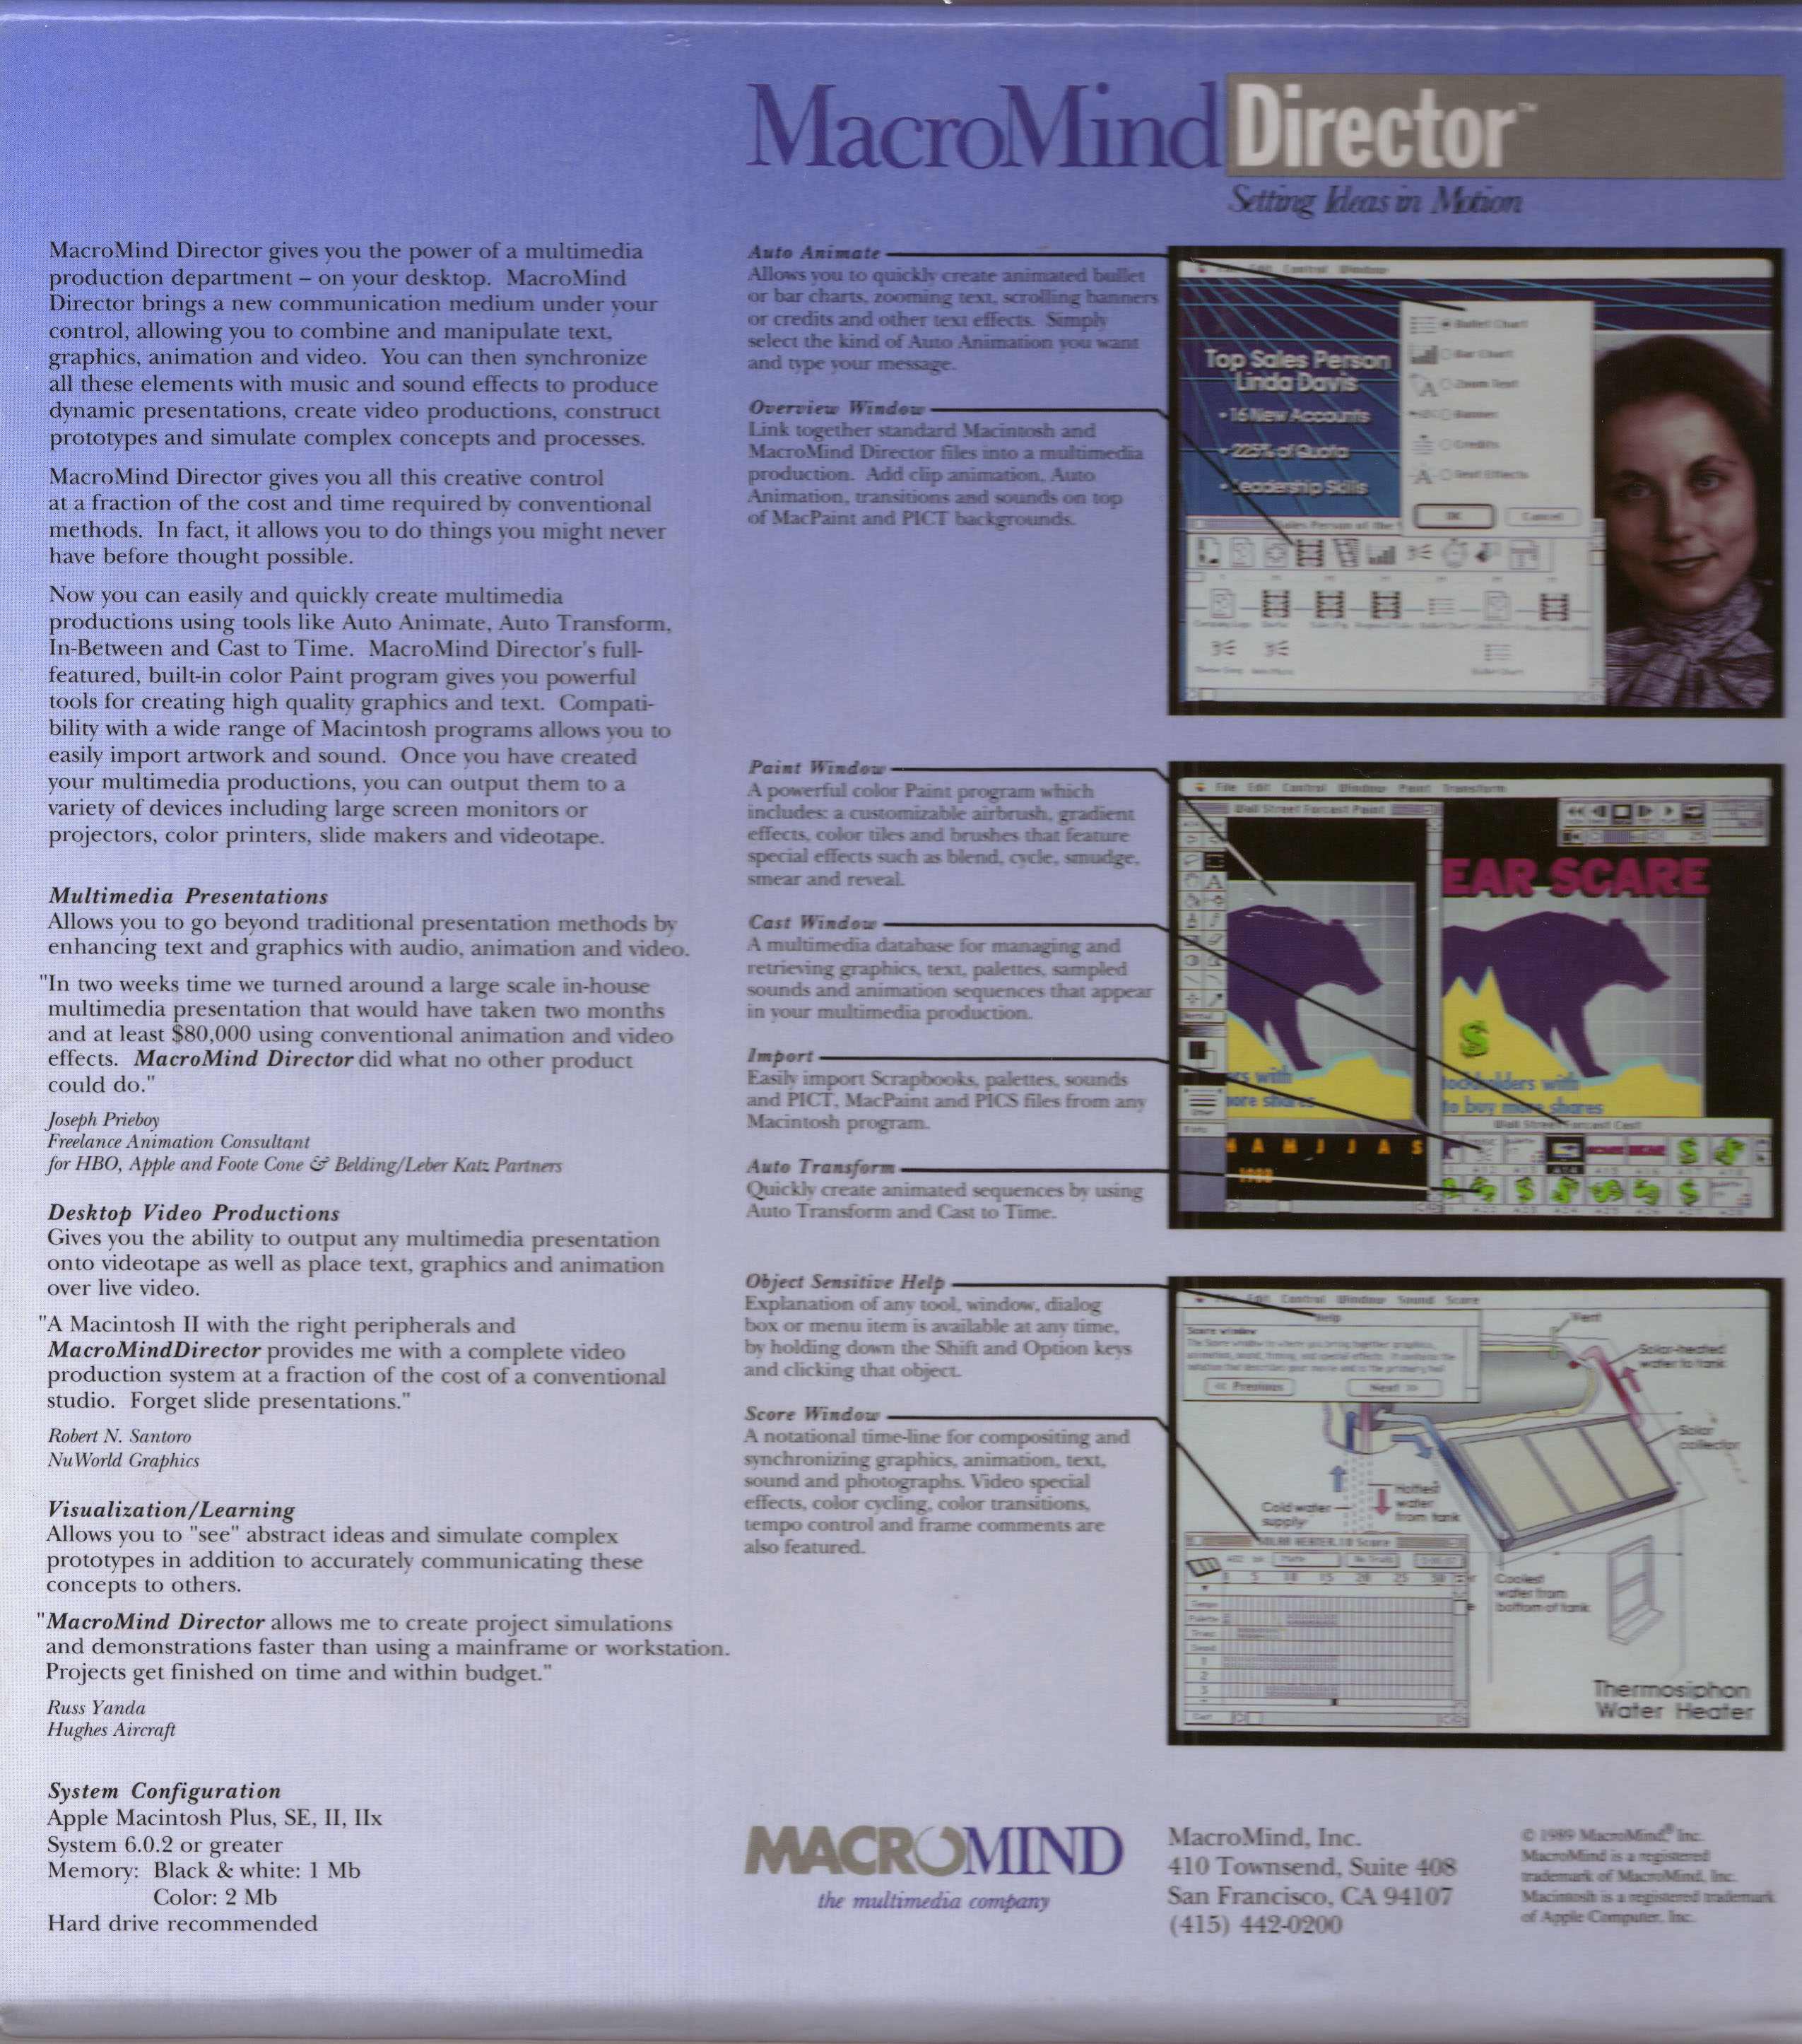 MacroMind Director™
Setting Ideas in Motion
MacroMind Director gives you the power of a multimedia
production department – on your desktop. MacroMind
Director brings a new communication medium under your
control, allowing you to combine and manipulate text,
graphics, animation and video. You can then synchronize
all these elements with music and sound effects to produce
dynamic presentations, create video productions, construct
prototypes and simulate complex concepts and processes.
MacroMind Director gives you all this creative control
at a fraction of the cost and time required by conventional
methods. In fact, it allows you to do things you might never
have before thought possible.
Now you can easily and quickly create multimedia
productions using tools like Auto Animate, Auto Transform,
In-Between and Cast to Time. MacroMind Director's full-
featured, built-in color Paint program gives you powerful
tools for creating high quality graphics and text. Compati-
bility with a wide range of Macintosh programs allows you to
easily import artwork and sound. Once you have created
your multimedia productions, you can output them to a
variety of devices including large screen monitors or
projectors, color printers, slide makers and videotape.
Multimedia Presentations
Allows you to go beyond traditional presentation methods by
enhancing text and graphics with audio, animation and video.
"In two weeks time we turned around a large scale in-house
multimedia presentation that would have taken two months
and at least $80,000 using conventional animation and video
effects. MacroMind Director did what no other product
could do."
Joseph Prieboy
Freelance Animation Consultant
for HBO, Apple and Foote Cone & Belding/Leber Katz Partners
Desktop Video Productions
Gives you the ability to output any multimedia presentation
onto videotape as well as place text, graphics and animation
over live video.
"A Macintosh II with the right peripherals and
MacroMindDirector provides me with a complete video
production system at a fraction of the cost of a conventional
studio. Forget slide presentations."
Robert N. Santoro
NuWorld Graphics
Visualization/Learning
Allows you to "see" abstract ideas and simulate complex
prototypes in addition to accurately communicating these
concepts to others.
"MacroMind Director allows me to create project simulations
and demonstrations faster than using a mainframe or workstation.
Projects get finished on time and within budget."
Russ Yanda
Hughes Aircraft
System Configuration
Apple Macintosh Plus, SE, II, IIx
System 6.0.2 or greater
Memory: Black & white: 1 Mb
Color: 2 Mb
Hard drive recommended
Auto Animate
Allows you to quickly create animated bullet
or bar charts, zooming text, scrolling banners
or credits and other text effects. Simply
select the kind of Auto Animation you want
and type your message.
Overview Window
Link together standard Macintosh and
MacroMind Director files into a multimedia
production. Add clip animation, Auto
Animation, transitions and sounds on top
of MacPaint and PICT backgrounds.
Paint Window
A powerful color Paint program which
includes: a customizable airbrush, gradient
effects, color tiles and brushes that feature
special effects such as blend, cycle, smudge,
smear and reveal.
Cast Window
A multimedia database for managing and
retrieving graphics, text, palettes, sampled
sounds and animation sequences that appear
in your multimedia production.
Import
Easily import Scrapbooks, palettes, sounds
and PICT, MacPaint and PICS files from any
Macintosh program.
Auto Transform
Quickly create animated sequences by using
Auto Transform and Cast to Time.
Object Sensitive Help
Explanation of any tool, window, dialog
box or menu item is available at any time,
by holding down the Shift and Option keys
and clicking that object.
Score Window
A notational time-line for compositing and
synchronizing graphics, animation, text,
sound and photographs. Video special
effects, color cycling, color transitions,
tempo control and frame comments are
also featured.
Control Window
Top Sales Person
Linda Davis
• 16 New Accounts
• 225% of Quota
• Leadership Skills
Bullet Chart
Bar Chart
Zoom Text
Banner
Credits
Text Effects
OK Cancel
File Edit Control Window Paint Transform
Wall Street Forcast Paint
EAR SCARE
ers with
ore shares
ockholders with
to buy more shares
M A M J J A S
1988
Wall Street Forcast Cast
Edit Control Window Sound Score
Help
Score window
<< Previous
Next >>
Vent
Solar-heated
water to tank
Solar
collector
Hottest
water
from tank
Cold water
supply
SOLAR HEATER.10 Score
5 10 15 20 25 30
Coolest
water from
bottom of tank
Thermosiphon
Water Heater
MACROMIND
the multimedia company
MacroMind, Inc.
410 Townsend, Suite 408
San Francisco, CA 94107
(415) 442-0200
© 1989 MacroMind® Inc.
MacroMind is a registered
trademark of MacroMind, Inc.
Macintosh is a registered trademark
of Apple Computer, Inc.